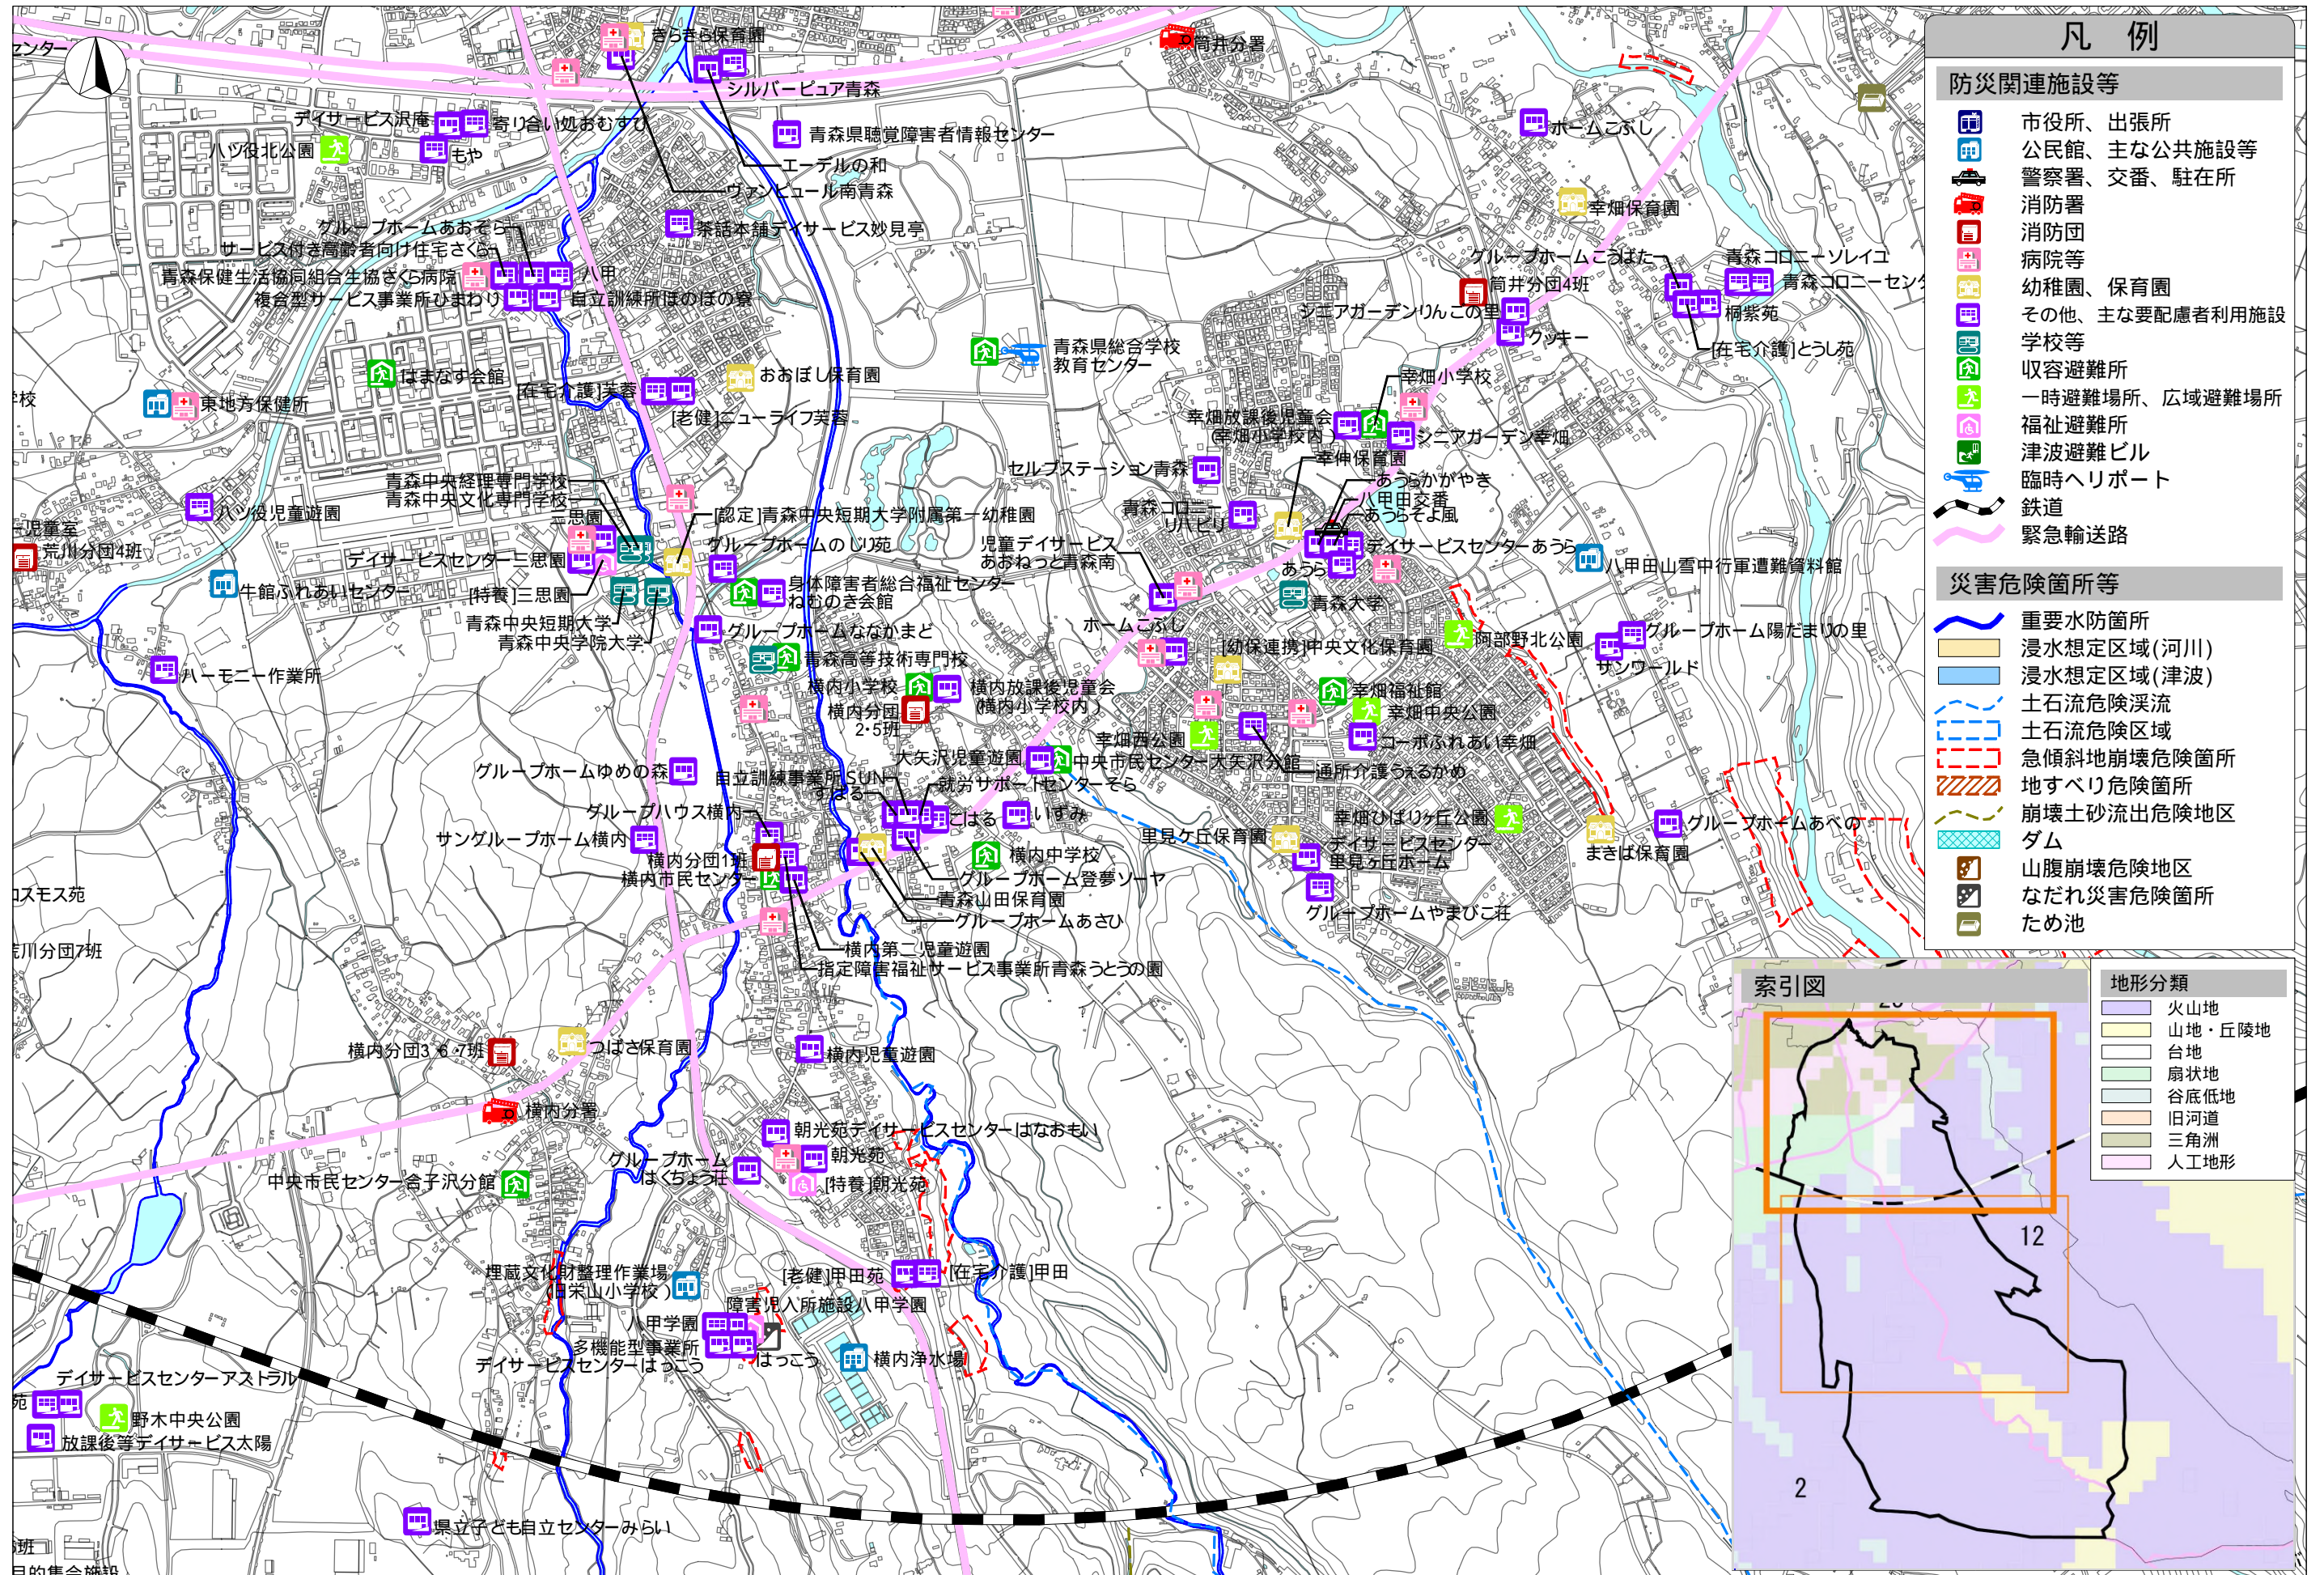 センター
きらきら保育園
筒井分署
シルバーピュア青森
デイサービス沢庵
寄り合い処おむすび
八ツ役北公園
もや
青森県聴覚障害者情報センター
エーデルの和
ヴァンビュール南青森
ホームこぶし
幸畑保育園
グループホームあおぞら
サービス付き高齢者向け住宅さくら
青森保健生活協同組合生協さくら病院
八甲
複合型サービス事業所ひまわり
自立訓練所ほのぼの寮
茶話本舗デイサービス妙見亭
グループホームこうばた
青森コロニーソレイユ
青森コロニーセンタ
筒井分団4班
シニアガーデンりんごの里
桐紫苑
クッキー
[在宅介護]とうし苑
はまなす会館
東地方保健所
学校
[在宅介護]芙蓉
おおぼし保育園
[老健]ニューライフ芙蓉
青森県総合学校
教育センター
幸畑小学校
幸畑放課後児童会
(幸畑小学校内)
シニアガーデン幸畑
セルプステーション青森
幸仲保育園
あうらかがやき
八甲田交番
あうらそよ風
青森コロニー
リハビリ
青森中央経理専門学校
青森中央文化専門学校
三思園
[認定]青森中央短期大学附属第一幼稚園
八ツ役児童遊園
児童室
荒川分団4班
デイサービスセンター三思園
グループホームのじり苑
児童デイサービス
あおねっと青森南
デイサービスセンターあうら
あうら
八甲田山雪中行軍遭難資料館
牛館ふれあいセンター
[特養]三思園
身体障害者総合福祉センター
ねむのき会館
青森大学
青森中央短期大学
青森中央学院大学
グループホームななかまど
ホームこぶし
[幼保連携]中央文化保育園
阿部野北公園
グループホーム陽だまりの里
サンワールド
ハーモニー作業所
青森高等技術専門校
横内小学校
横内放課後児童会
(横内小学校内)
横内分団
2・5班
幸畑福祉館
幸畑中央公園
幸畑西公園
コーポふれあい幸畑
グループホームゆめの森
大矢沢児童遊園
中央市民センター大矢沢分館
自立訓練事業所SUN
就労サポートセンターそら
すばる
通所介護うぇるかめ
グループハウス横内
こはる
いずみ
サングループホーム横内
横内分団1班
横内市民センター
横内中学校
里見ケ丘保育園
幸畑ひばりケ丘公園
デイサービスセンター
里見ヶ丘ホーム
まきば保育園
グループホームあべの
グループホーム登夢ソーヤ
青森山田保育園
グループホームあさひ
グループホームやまびこ荘
コスモス苑
荒川分団7班
横内第二児童遊園
指定障害福祉サービス事業所青森うとうの園
横内分団3・6・7班
つばさ保育園
横内児童遊園
横内分署
朝光苑デイサービスセンターはなおもい
朝光苑
グループホーム
はくちょう荘
[特養]朝光苑
中央市民センター合子沢分館
埋蔵文化財整理作業場
(旧栄山小学校)
[老健]甲田苑
[在宅介護]甲田
障害児入所施設八甲学園
八甲学園
多機能型事業所
デイサービスセンターはっこう
はっこう
横内浄水場
デイサービスセンターアストラル
苑
野木中央公園
放課後等デイサービス太陽
県立子ども自立センターみらい
班
目的集会施設
凡 例
防災関連施設等
市役所、出張所
公民館、主な公共施設等
警察署、交番、駐在所
消防署
消防団
病院等
幼稚園、保育園
その他、主な要配慮者利用施設
学校等
収容避難所
一時避難場所、広域避難場所
福祉避難所
津波避難ビル
臨時ヘリポート
鉄道
緊急輸送路
災害危険箇所等
重要水防箇所
浸水想定区域(河川)
浸水想定区域(津波)
土石流危険渓流
土石流危険区域
急傾斜地崩壊危険箇所
地すべり危険箇所
崩壊土砂流出危険地区
ダム
山腹崩壊危険地区
なだれ災害危険箇所
ため池
索引図
12
2
地形分類
火山地
山地・丘陵地
台地
扇状地
谷底低地
旧河道
三角洲
人工地形